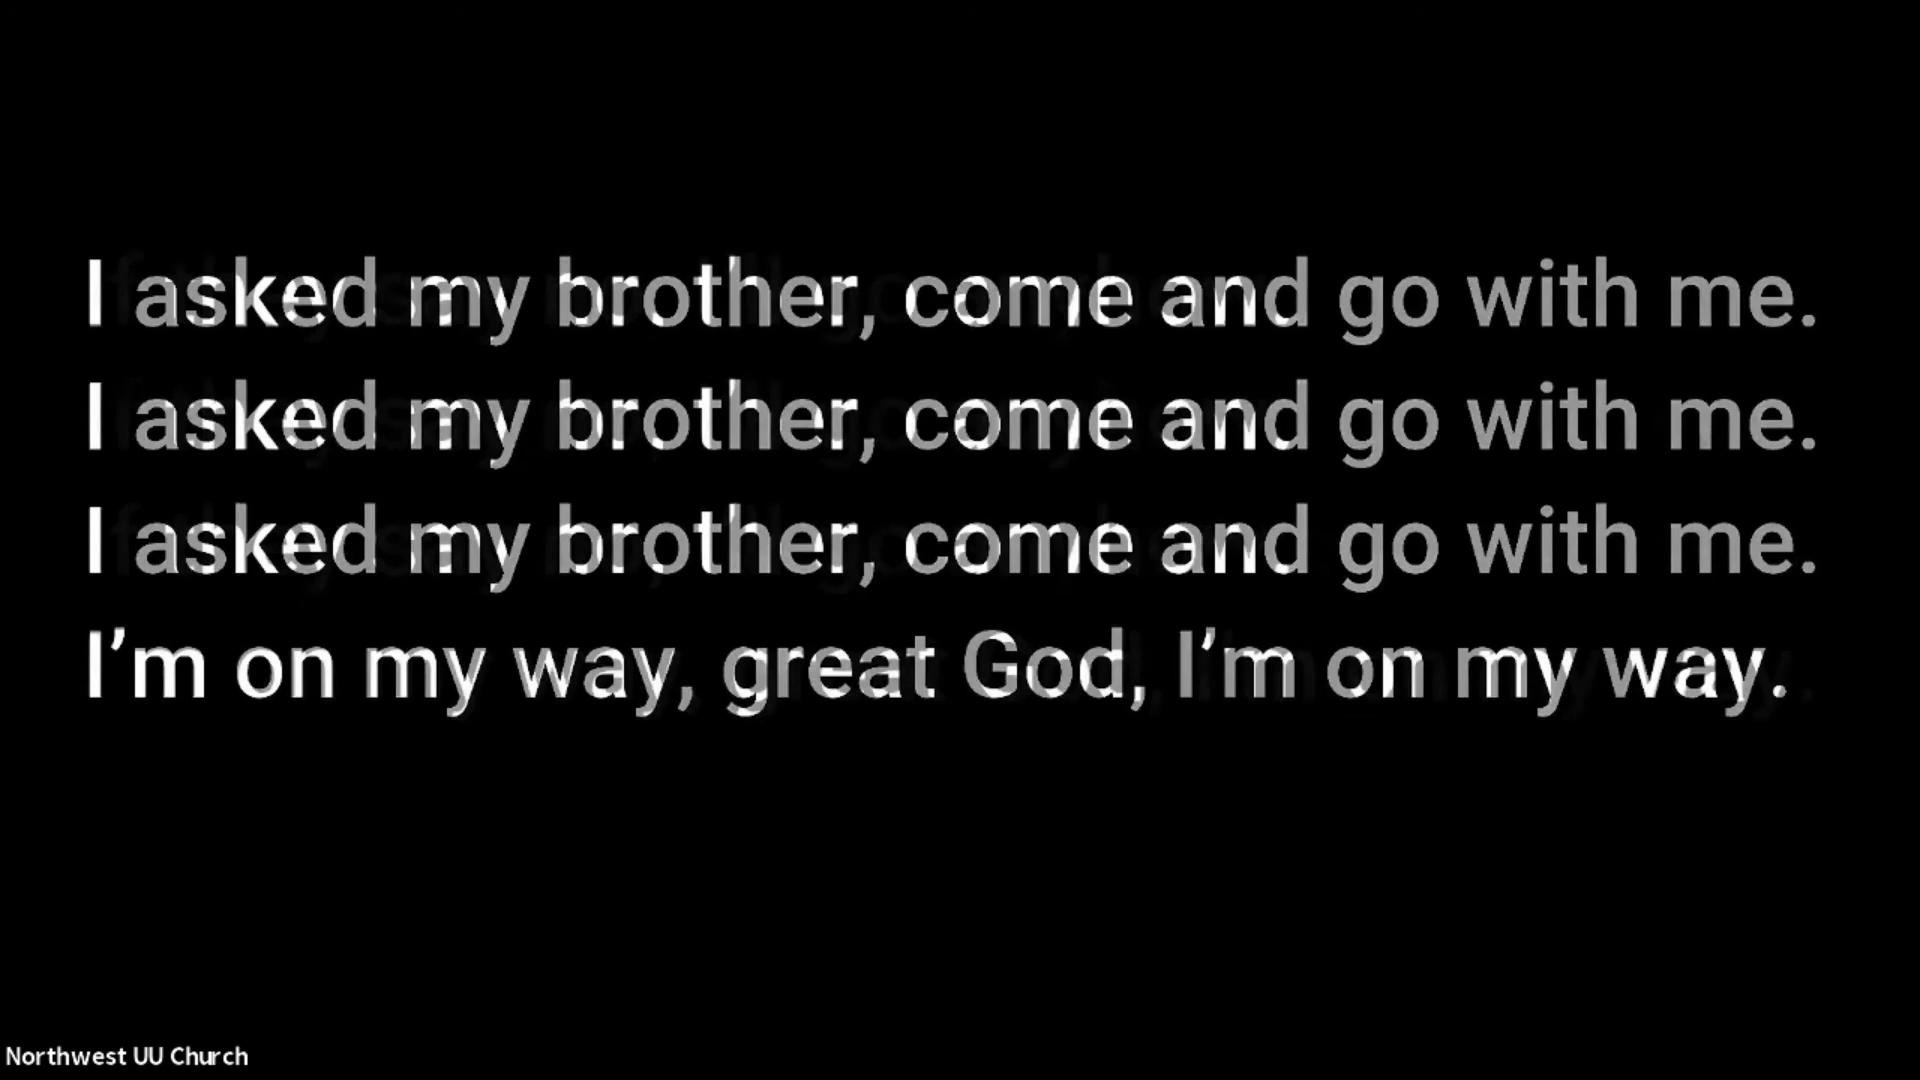 I asked my brother, come and go with me.
I asked my brother, come and go with me.
I asked my brother, come and go with me.
I’m on my way, great God, I’m on my way.
Northwest UU Church